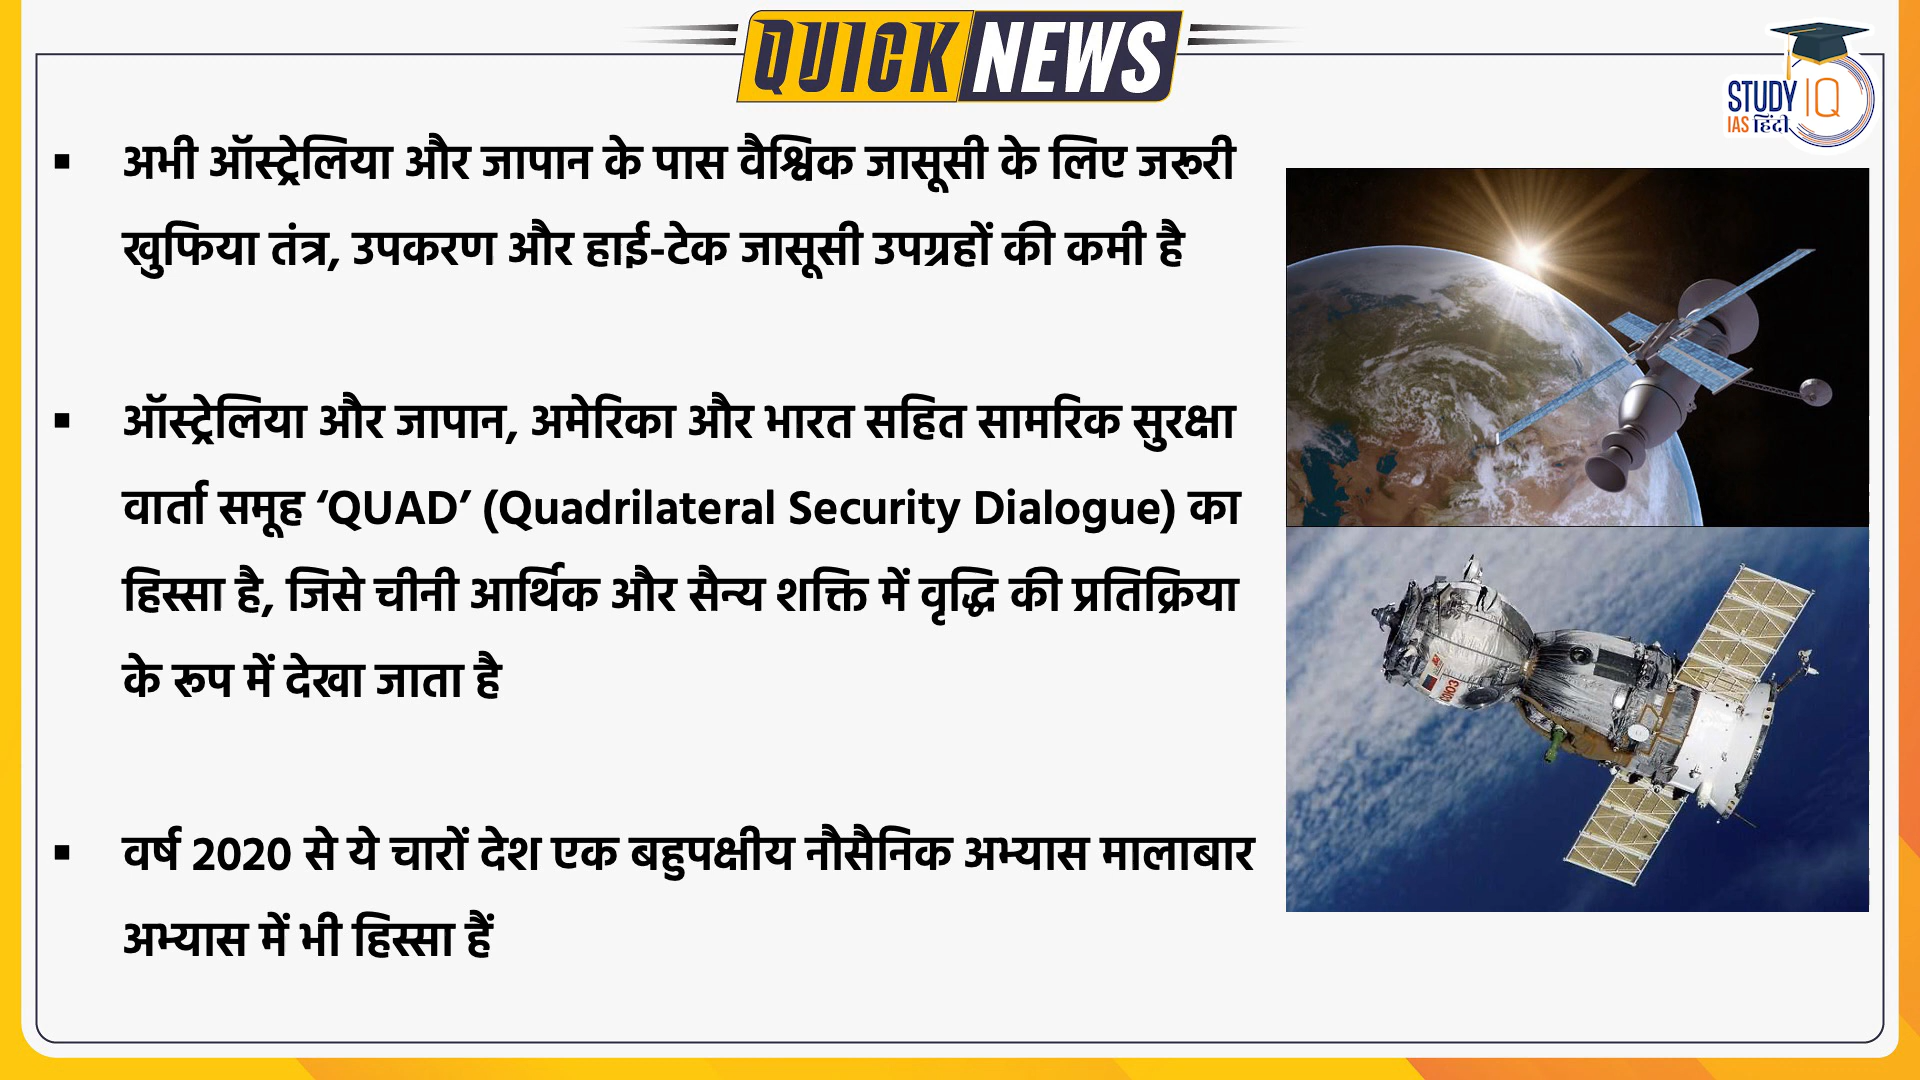 QUICK NEWS
STUDY IQ
IAS हिंदी
▪ अभी ऑस्ट्रेलिया और जापान के पास वैश्विक जासूसी के लिए जरूरी
खुफिया तंत्र, उपकरण और हाई-टेक जासूसी उपग्रहों की कमी है
▪ ऑस्ट्रेलिया और जापान, अमेरिका और भारत सहित सामरिक सुरक्षा
वार्ता समूह ‘QUAD’ (Quadrilateral Security Dialogue) का
हिस्सा है, जिसे चीनी आर्थिक और सैन्य शक्ति में वृद्धि की प्रतिक्रिया
के रूप में देखा जाता है
▪ वर्ष 2020 से ये चारों देश एक बहुपक्षीय नौसैनिक अभ्यास मालाबार
अभ्यास में भी हिस्सा हैं